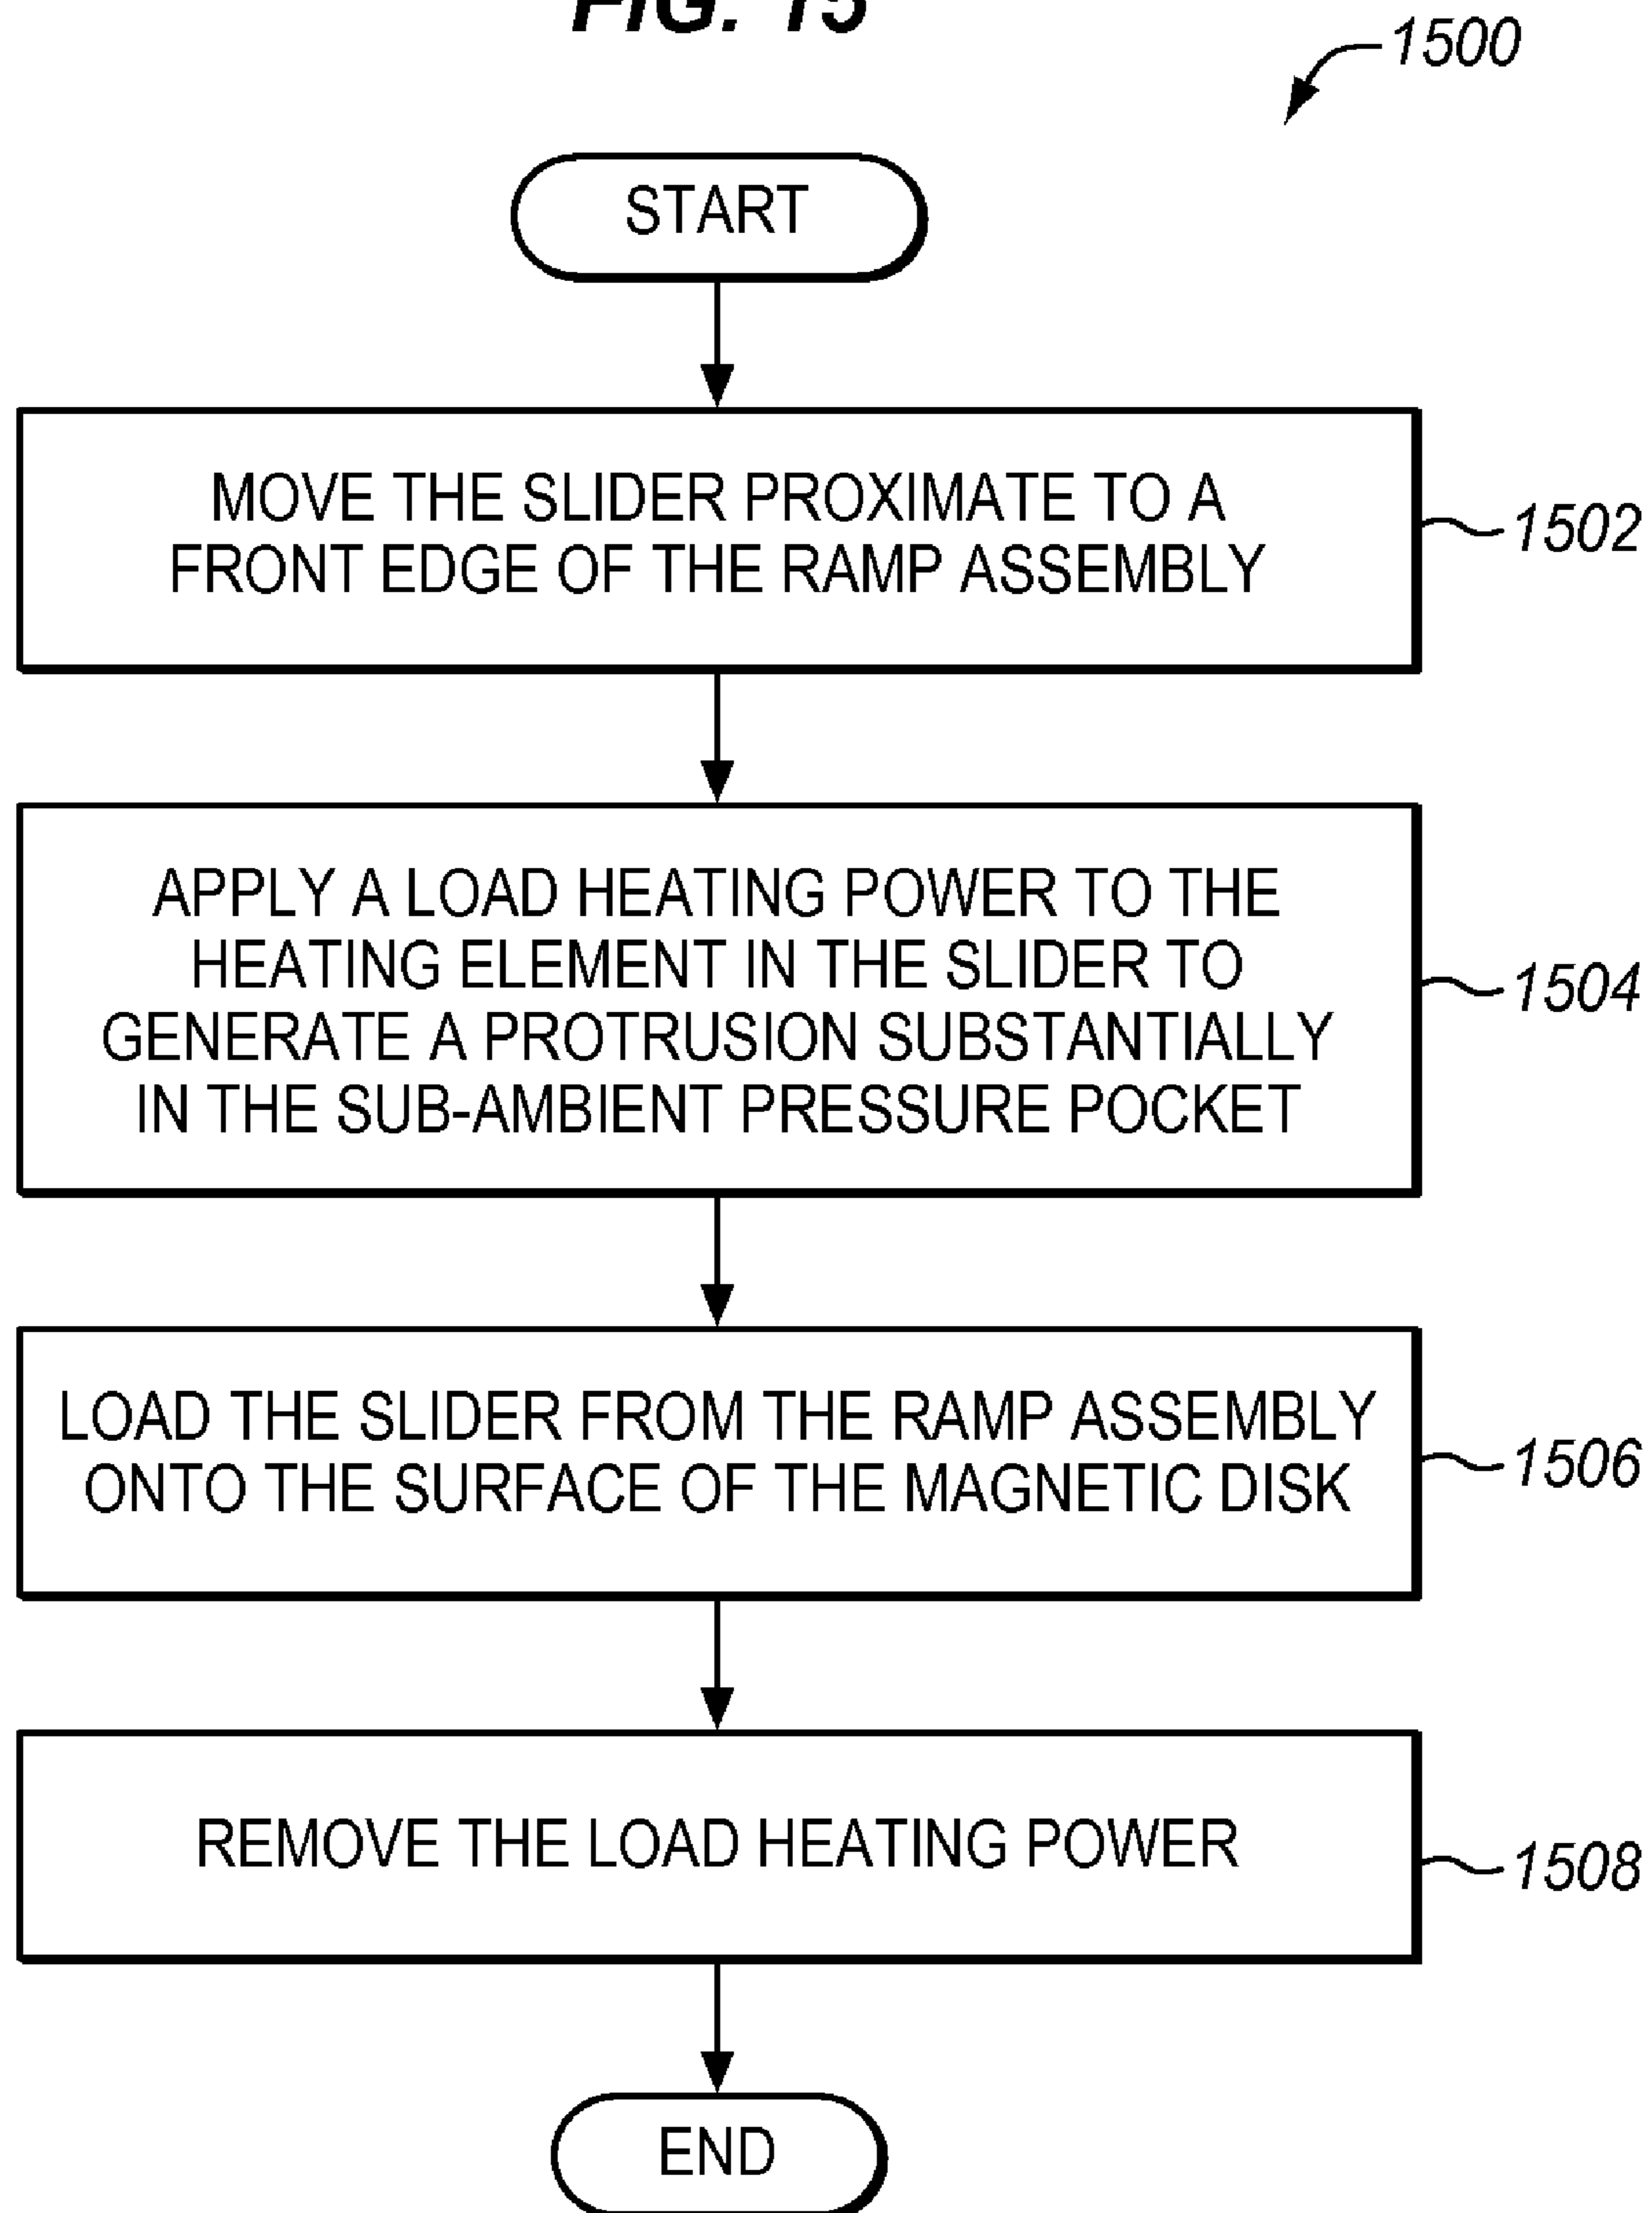 FIG. 15
1500
START
MOVE THE SLIDER PROXIMATE TO A
FRONT EDGE OF THE RAMP ASSEMBLY
1502
APPLY A LOAD HEATING POWER TO THE
HEATING ELEMENT IN THE SLIDER TO
GENERATE A PROTRUSION SUBSTANTIALLY
IN THE SUB-AMBIENT PRESSURE POCKET
1504
LOAD THE SLIDER FROM THE RAMP ASSEMBLY
ONTO THE SURFACE OF THE MAGNETIC DISK
1506
REMOVE THE LOAD HEATING POWER
1508
END